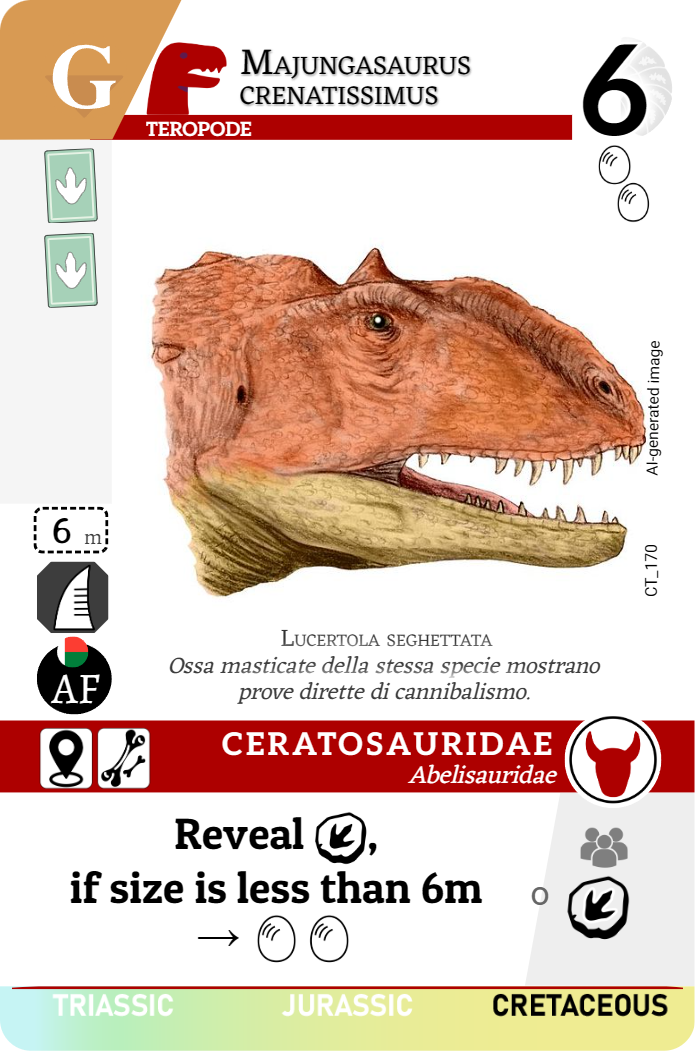 G
Majungasaurus
crenatissimus
6
TEROPODE
AI-generated image
6 m
CT_170
AF
Lucertola seghettata
Ossa masticate della stessa specie mostrano
prove dirette di cannibalismo.
CERATOSAURIDAE
Abelisauridae
Reveal ,
if size is less than 6m
→
o
TRIASSIC JURASSIC CRETACEOUS